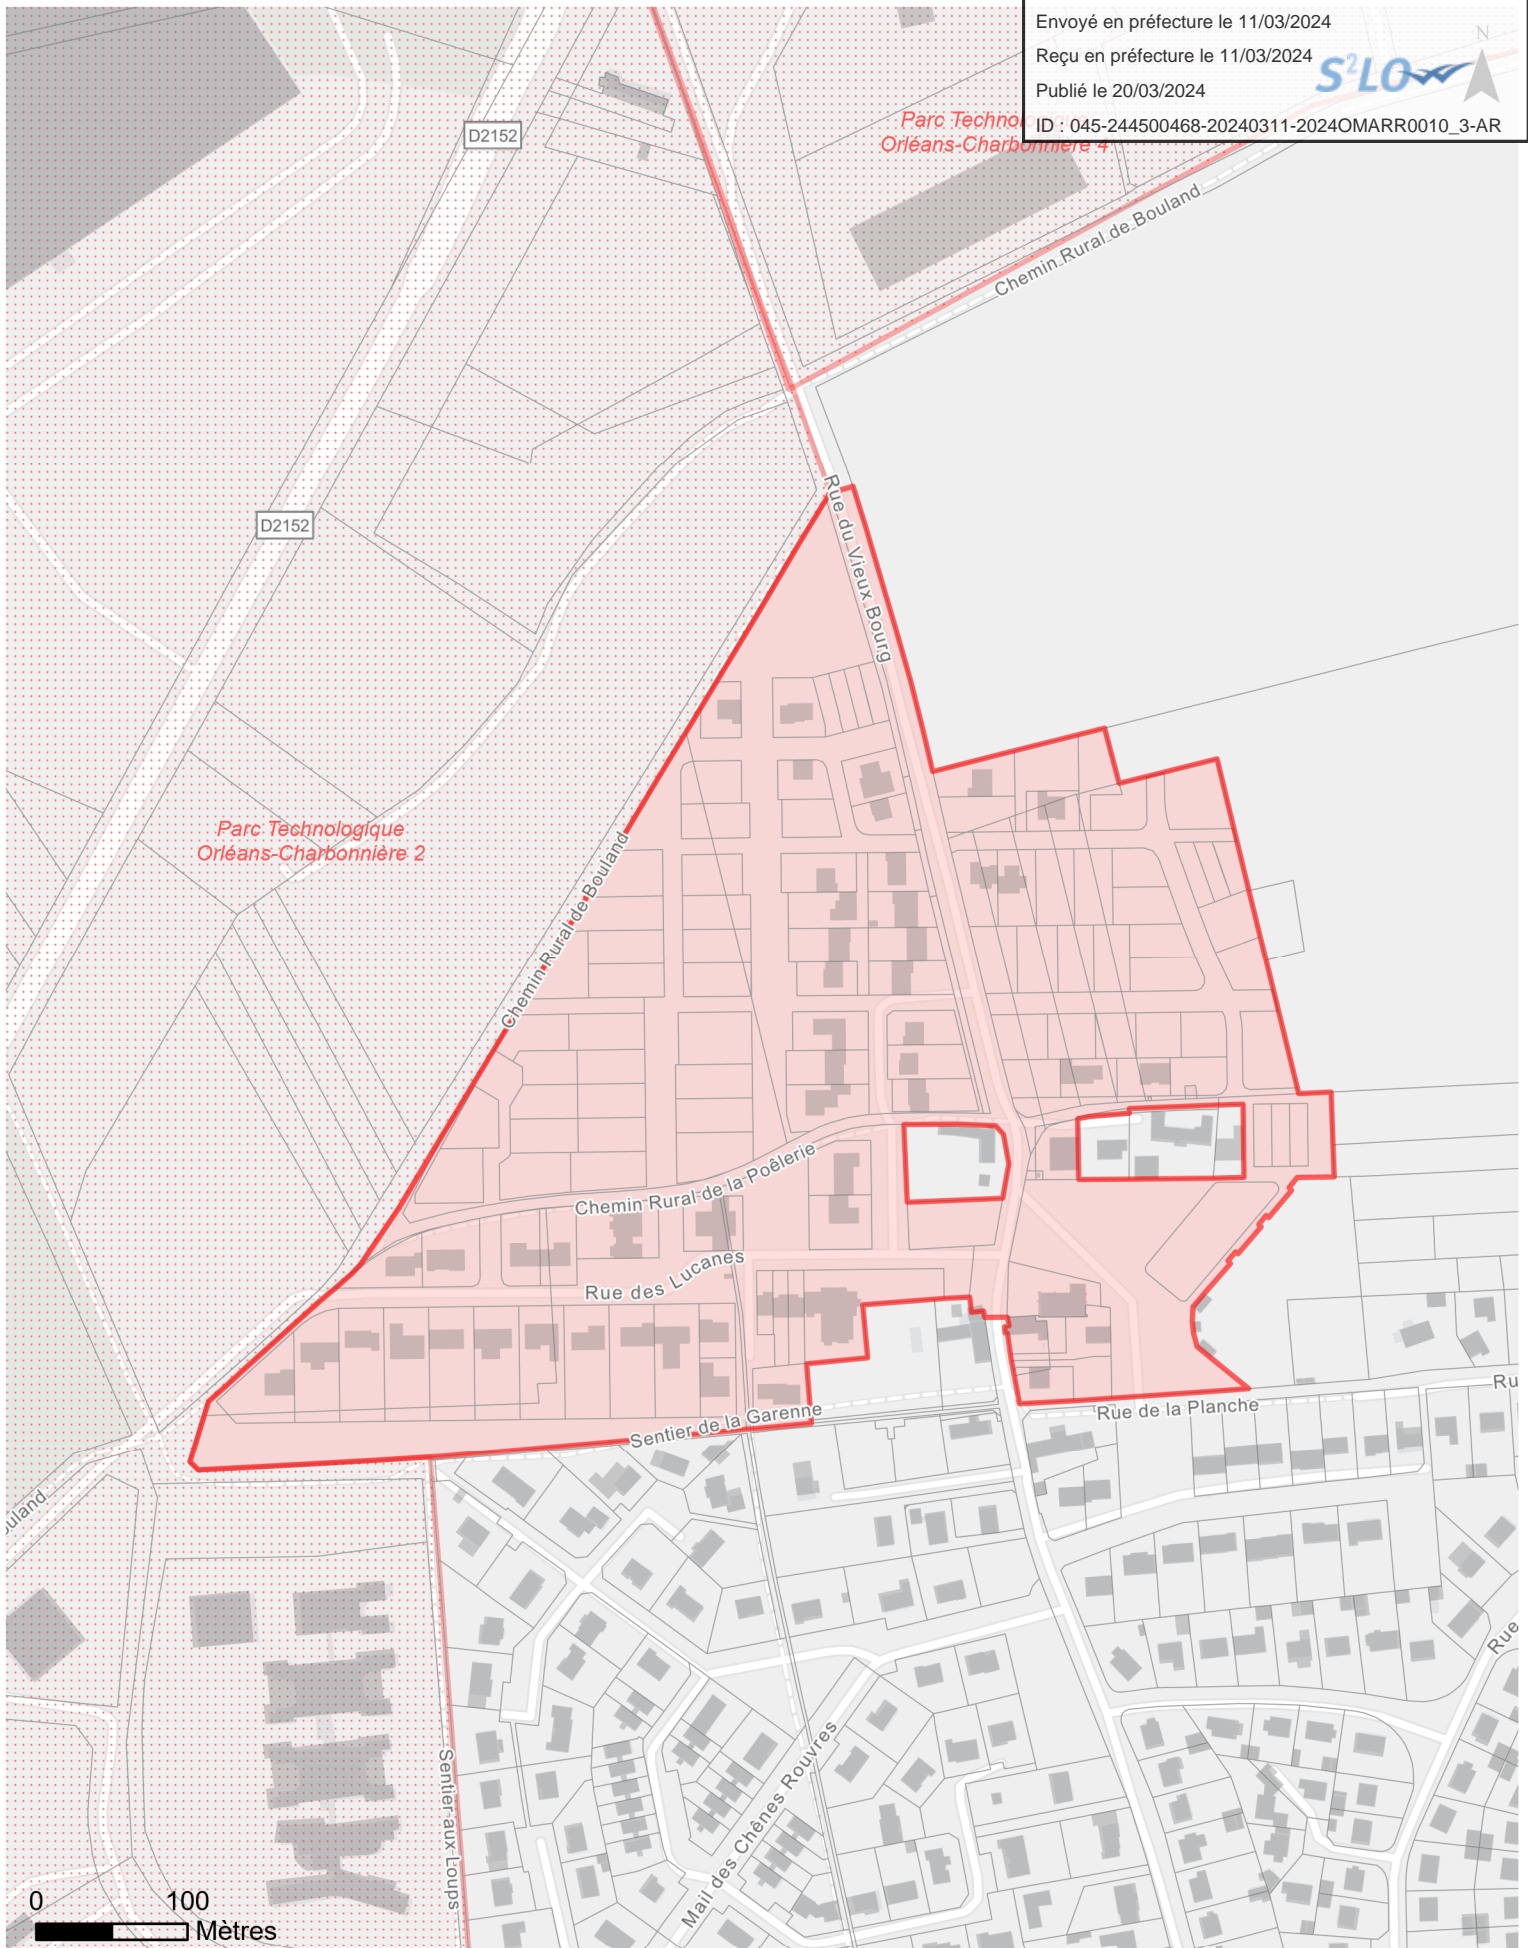 Envoyé en préfecture le 11/03/2024
Reçu en préfecture le 11/03/2024
Publié le 20/03/2024
ID : 045-244500468-20240311-2024OMARR0010_3-AR
S²LO
N
D2152
Orléans-Charbonnière 4
Chemin Rural de Bouland
Rue du Vieux Bourg
D2152
Parc Technologique
Orléans-Charbonnière 2
Chemin Rural de Bouland
Chemin Rural de la Poêlerie
Rue des Lucanes
Sentier de la Garenne
Rue de la Planche
Ru
Rue
Sentier aux Loups
Mail des Chênes Rouvres
0 100
Mètres